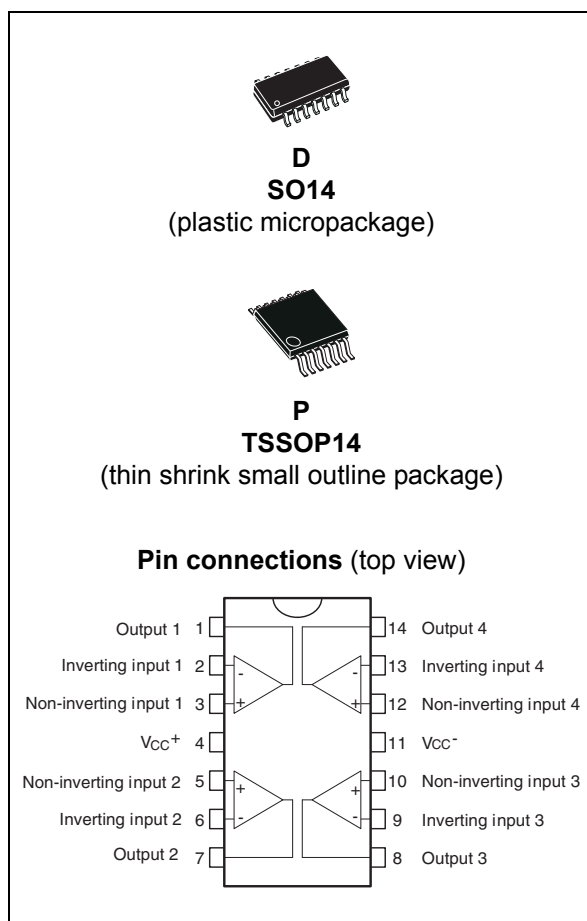 D
SO14
(plastic micropackage)
P
TSSOP14
(thin shrink small outline package)
Pin connections (top view)
Output 1 1 14 Output 4
Inverting input 1 2 - - 13 Inverting input 4
Non-inverting input 1 3 + + 12 Non-inverting input 4
VCC+ 4 11 VCC-
Non-inverting input 2 5 + + 10 Non-inverting input 3
Inverting input 2 6 - - 9 Inverting input 3
Output 2 7 8 Output 3